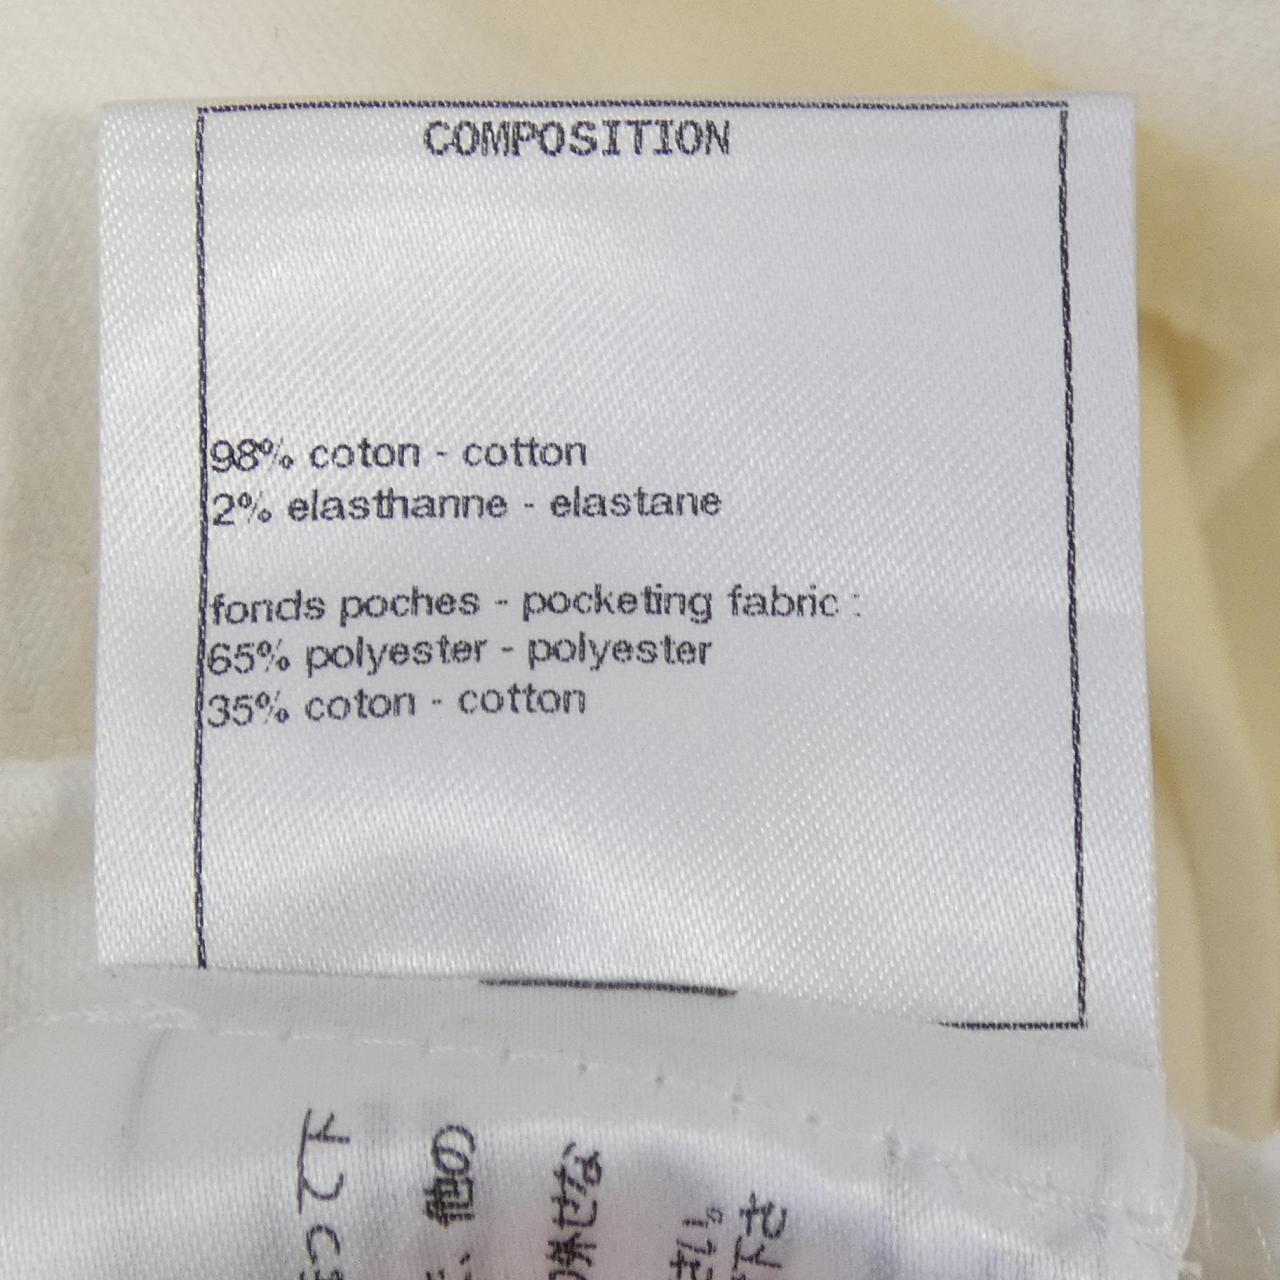 COMPOSITION
98% coton - cotton
2% elasthanne - elastane
fonds poches - pocketing fabric :
65% polyester - polyester
35% coton - cotton